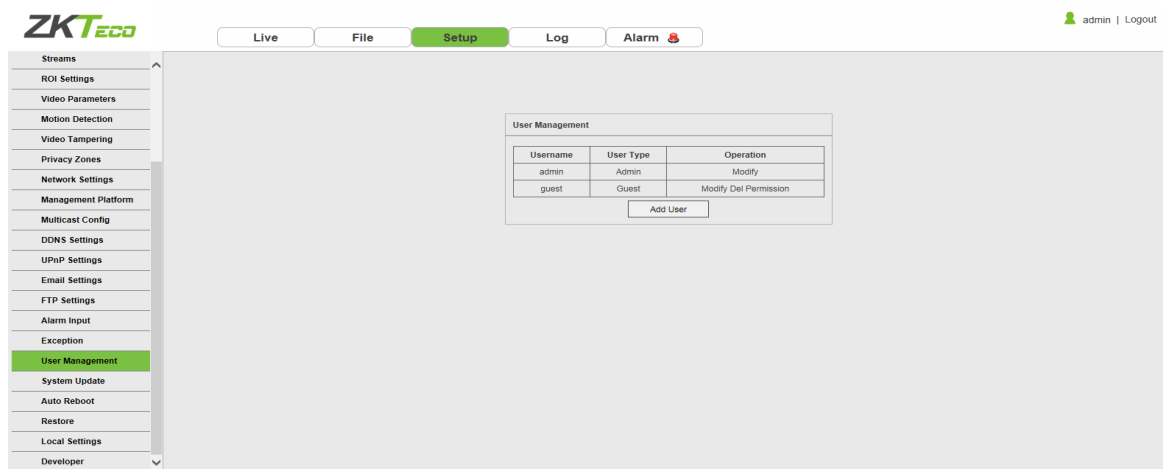 ZKTECO
admin | Logout
Live File Setup Log Alarm
Streams
ROI Settings
Video Parameters
Motion Detection
Video Tampering
Privacy Zones
Network Settings
Management Platform
Multicast Config
DDNS Settings
UPnP Settings
Email Settings
FTP Settings
Alarm Input
Exception
User Management
System Update
Auto Reboot
Restore
Local Settings
Developer
User Management
Username User Type Operation
admin Admin Modify
guest Guest Modify Del Permission
Add User